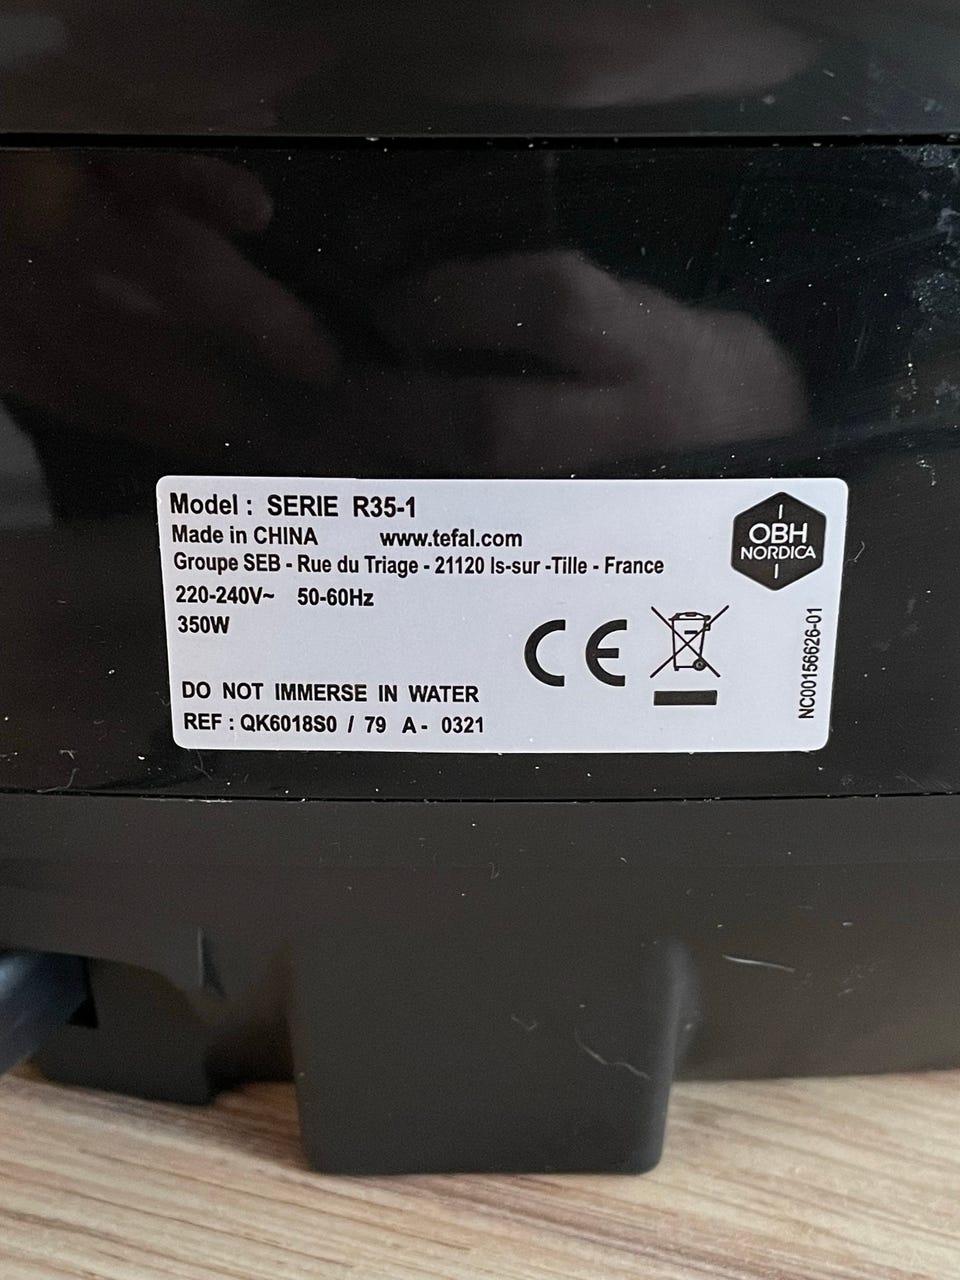 Model : SERIE R35-1
Made in CHINA www.tefal.com
Groupe SEB - Rue du Triage - 21120 Is-sur -Tille - France
220-240V~ 50-60Hz
350W
DO NOT IMMERSE IN WATER
REF : QK6018S0 / 79 A - 0321
OBH
NORDICA
CE
NC00156626-01